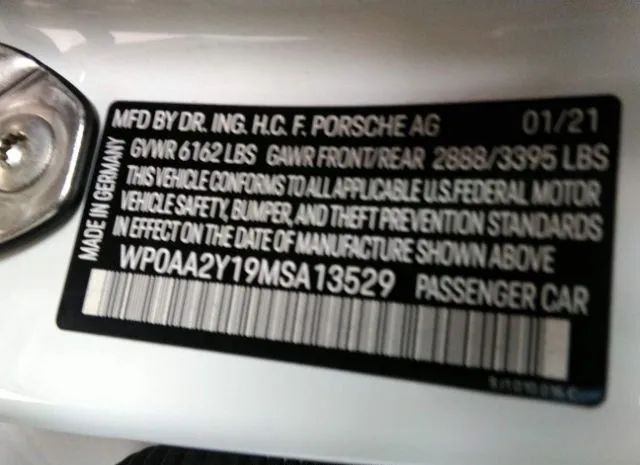 MFD BY DR. ING. H.C. F. PORSCHE AG 01/21
GVWR 6162 LBS GAWR FRONT/REAR 2888/3395 LBS
THIS VEHICLE CONFORMS TO ALL APPLICABLE U.S. FEDERAL MOTOR
VEHICLE SAFETY, BUMPER, AND THEFT PREVENTION STANDARDS
IN EFFECT ON THE DATE OF MANUFACTURE SHOWN ABOVE
WP0AA2Y19MSA13529 PASSENGER CAR
MADE IN GERMANY